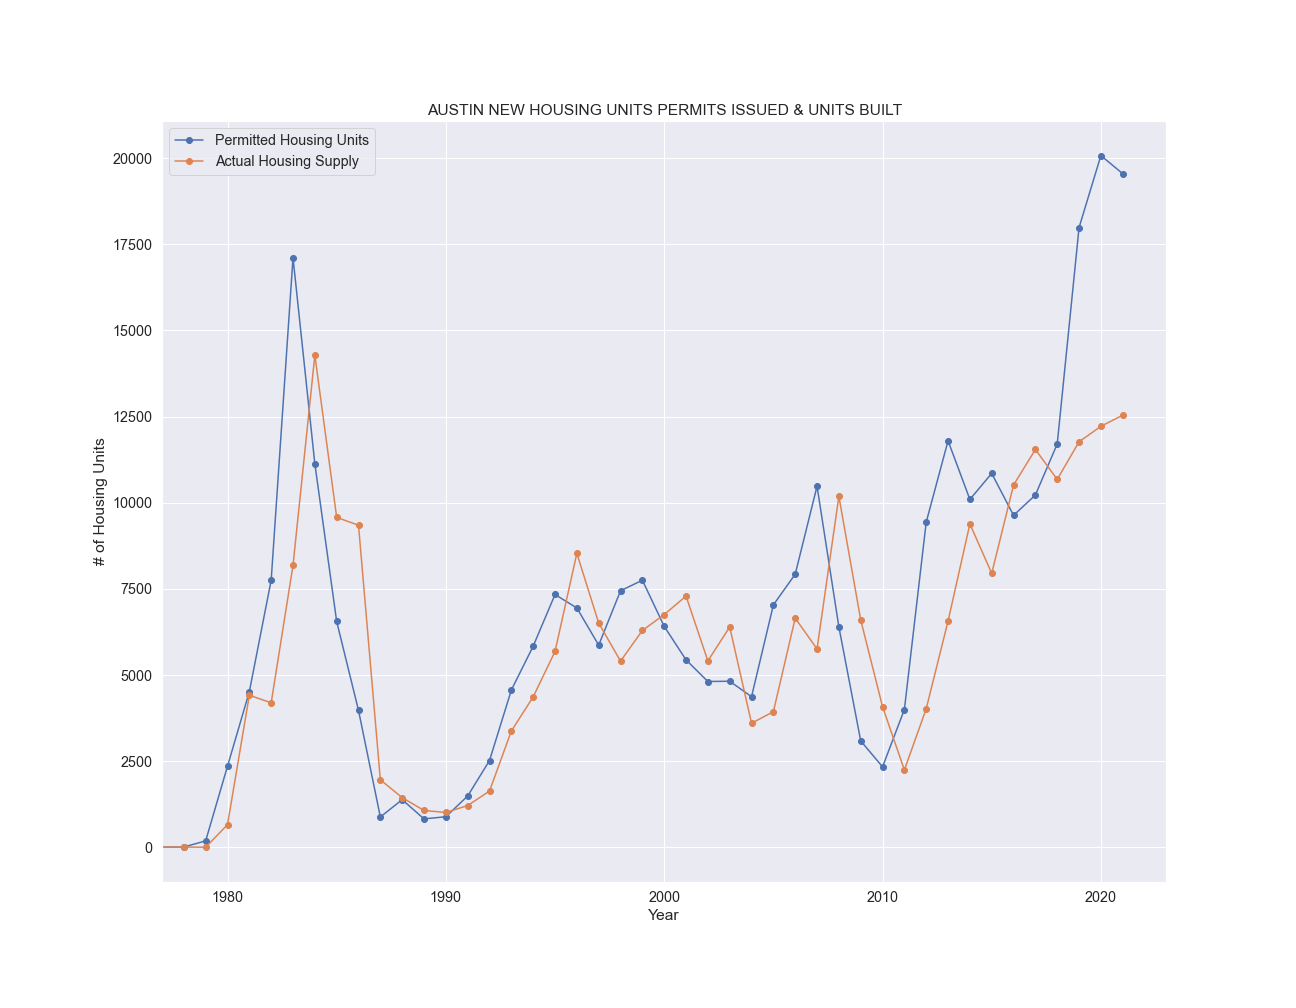 AUSTIN NEW HOUSING UNITS PERMITS ISSUED & UNITS BUILT
Permitted Housing Units
Actual Housing Supply
20000
17500
15000
12500
10000
7500
5000
2500
0
# of Housing Units
1980 1990 2000 2010 2020
Year